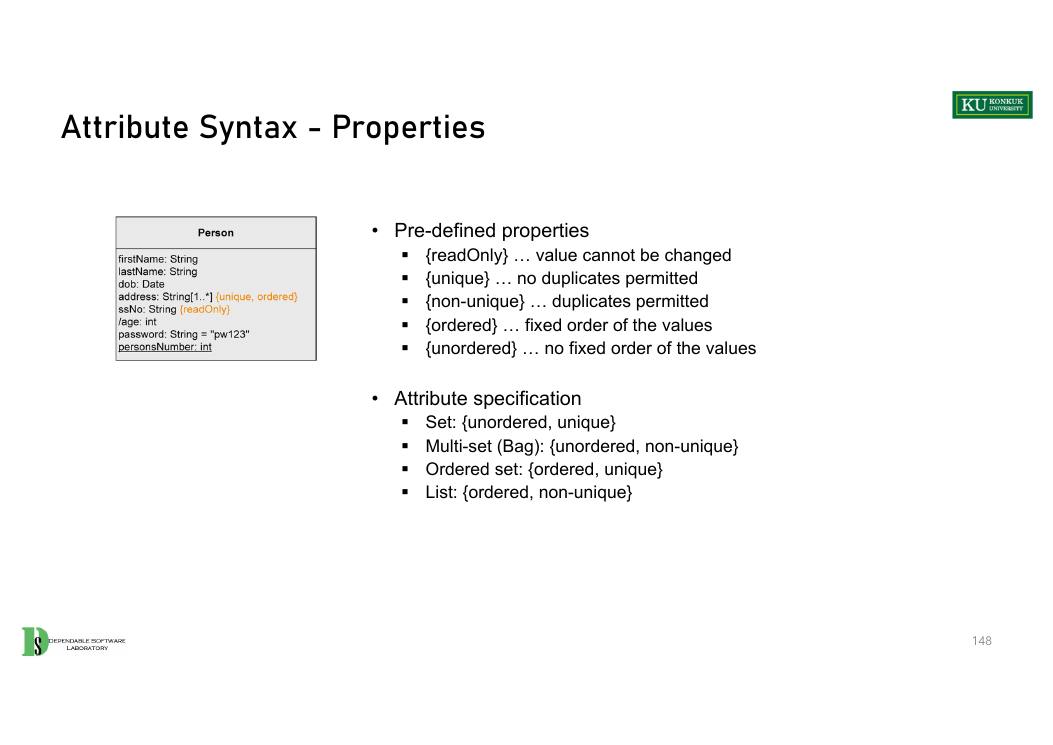 KU KONKUK
UNIVERSITY
Attribute Syntax - Properties
Person
firstName: String
lastName: String
dob: Date
address: String[1..*] {unique, ordered}
ssNo: String {readOnly}
/age: int
password: String = "pw123"
personsNumber: int
• Pre-defined properties
▪ {readOnly} … value cannot be changed
▪ {unique} … no duplicates permitted
▪ {non-unique} … duplicates permitted
▪ {ordered} … fixed order of the values
▪ {unordered} … no fixed order of the values
• Attribute specification
▪ Set: {unordered, unique}
▪ Multi-set (Bag): {unordered, non-unique}
▪ Ordered set: {ordered, unique}
▪ List: {ordered, non-unique}
DS DEPENDABLE SOFTWARE
LABORATORY
148